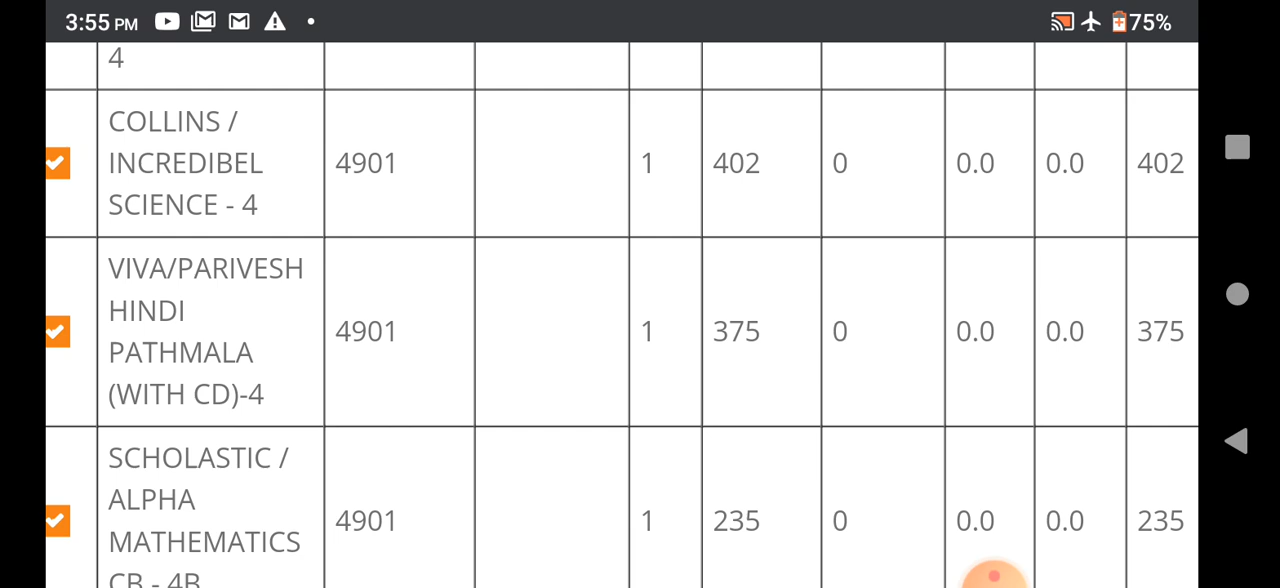 3:55 PM 75%
4
COLLINS /
INCREDIBEL
SCIENCE - 4
4901 1 402 0 0.0 0.0 402
VIVA/PARIVESH
HINDI
PATHMALA
(WITH CD)-4
4901 1 375 0 0.0 0.0 375
SCHOLASTIC /
ALPHA
MATHEMATICS
CB - 4B
4901 1 235 0 0.0 0.0 235